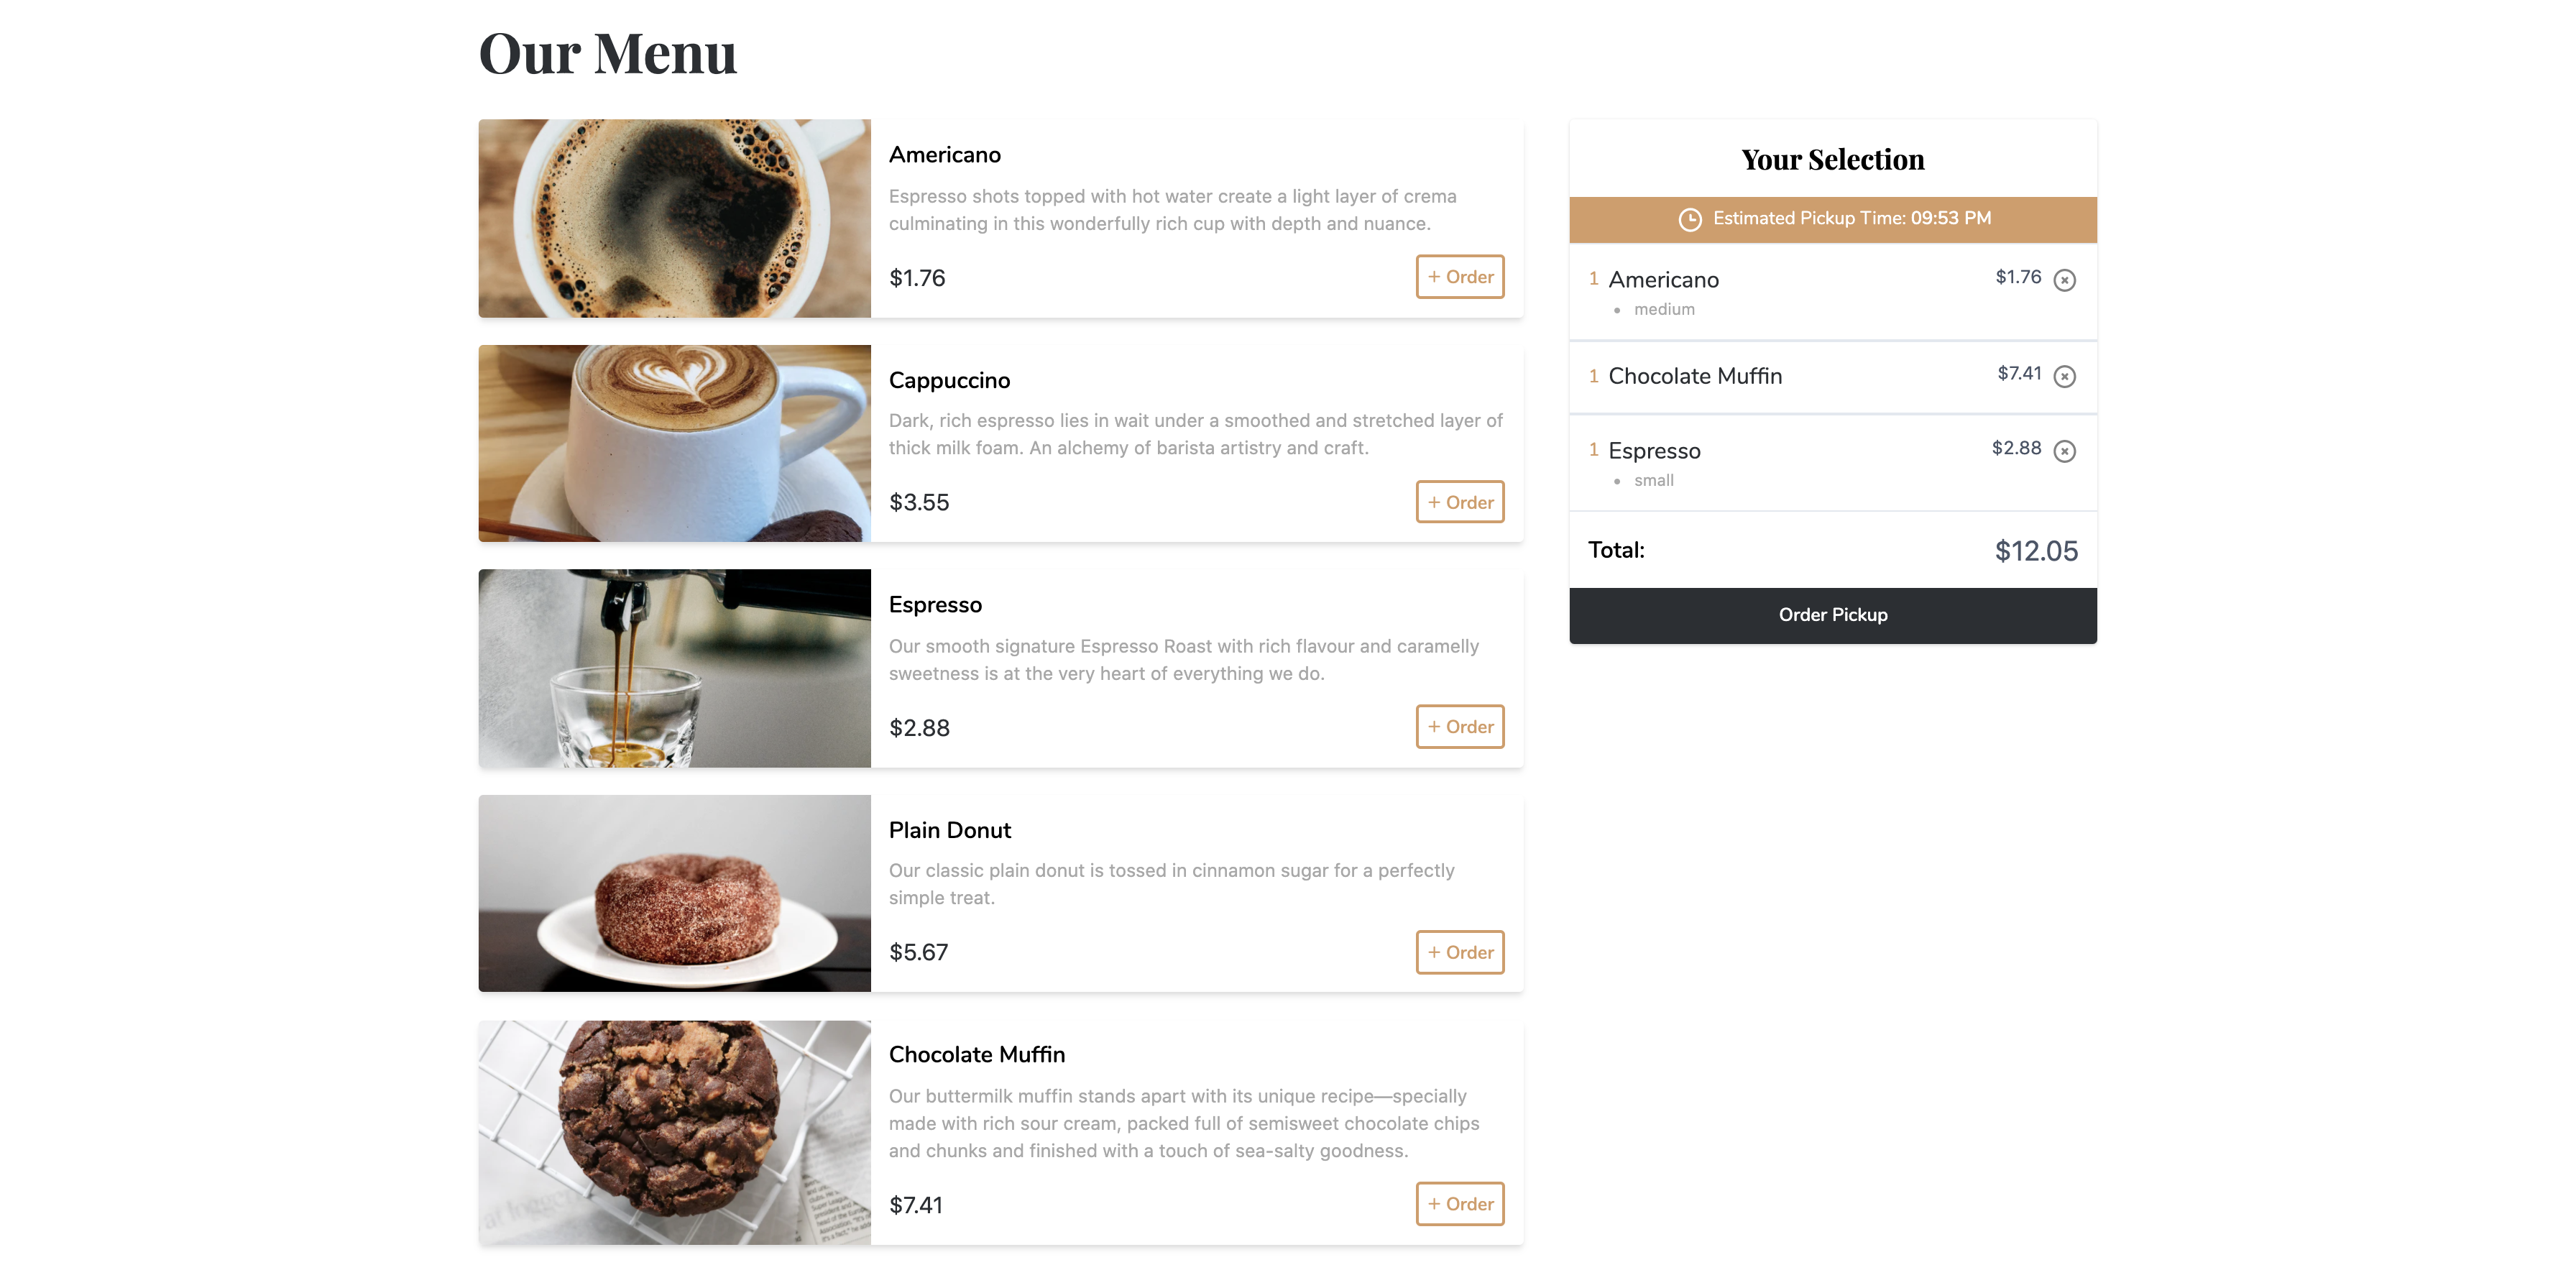 Our Menu
Americano
Espresso shots topped with hot water create a light layer of crema
culminating in this wonderfully rich cup with depth and nuance.
$1.76
+ Order
Cappuccino
Dark, rich espresso lies in wait under a smoothed and stretched layer of
thick milk foam. An alchemy of barista artistry and craft.
$3.55
+ Order
Espresso
Our smooth signature Espresso Roast with rich flavour and caramelly
sweetness is at the very heart of everything we do.
$2.88
+ Order
Plain Donut
Our classic plain donut is tossed in cinnamon sugar for a perfectly
simple treat.
$5.67
+ Order
Chocolate Muffin
Our buttermilk muffin stands apart with its unique recipe—specially
made with rich sour cream, packed full of semisweet chocolate chips
and chunks and finished with a touch of sea-salty goodness.
$7.41
+ Order
Your Selection
Estimated Pickup Time: 09:53 PM
1 Americano $1.76
• medium
1 Chocolate Muffin $7.41
1 Espresso $2.88
• small
Total: $12.05
Order Pickup